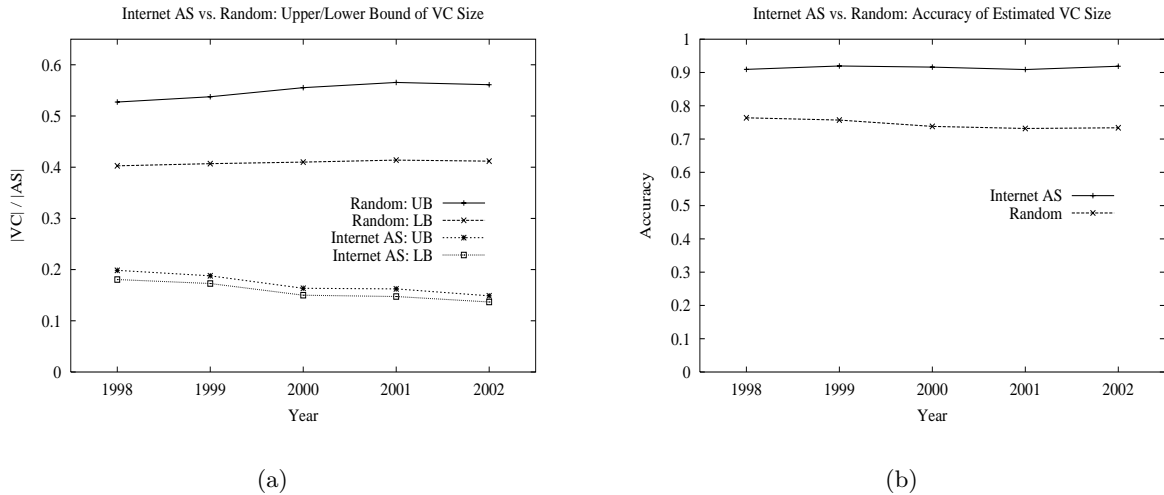 Internet AS vs. Random: Upper/Lower Bound of VC Size
|VC| / |AS|
0.6
0.5
0.4
0.3
0.2
0.1
0
Random: UB
Random: LB
Internet AS: UB
Internet AS: LB
1998 1999 2000 2001 2002
Year
(a)
Internet AS vs. Random: Accuracy of Estimated VC Size
Accuracy
1
0.9
0.8
0.7
0.6
0.5
0.4
0.3
0.2
0.1
0
Internet AS
Random
1998 1999 2000 2001 2002
Year
(b)